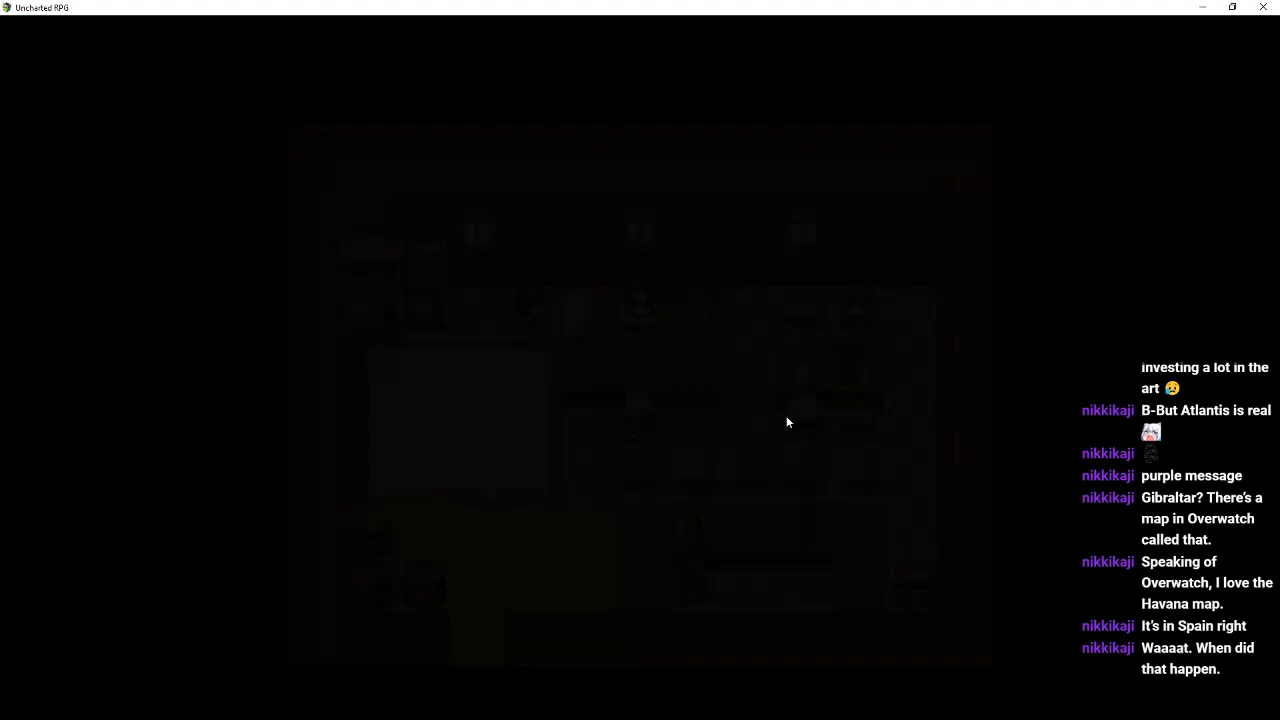 Uncharted RPG
investing a lot in the
art 😥
nikkikaji B-But Atlantis is real
nikkikaji
nikkikaji purple message
nikkikaji Gibraltar? There's a
map in Overwatch
called that.
nikkikaji Speaking of
Overwatch, I love the
Havana map.
nikkikaji It's in Spain right
nikkikaji Waaaat. When did
that happen.